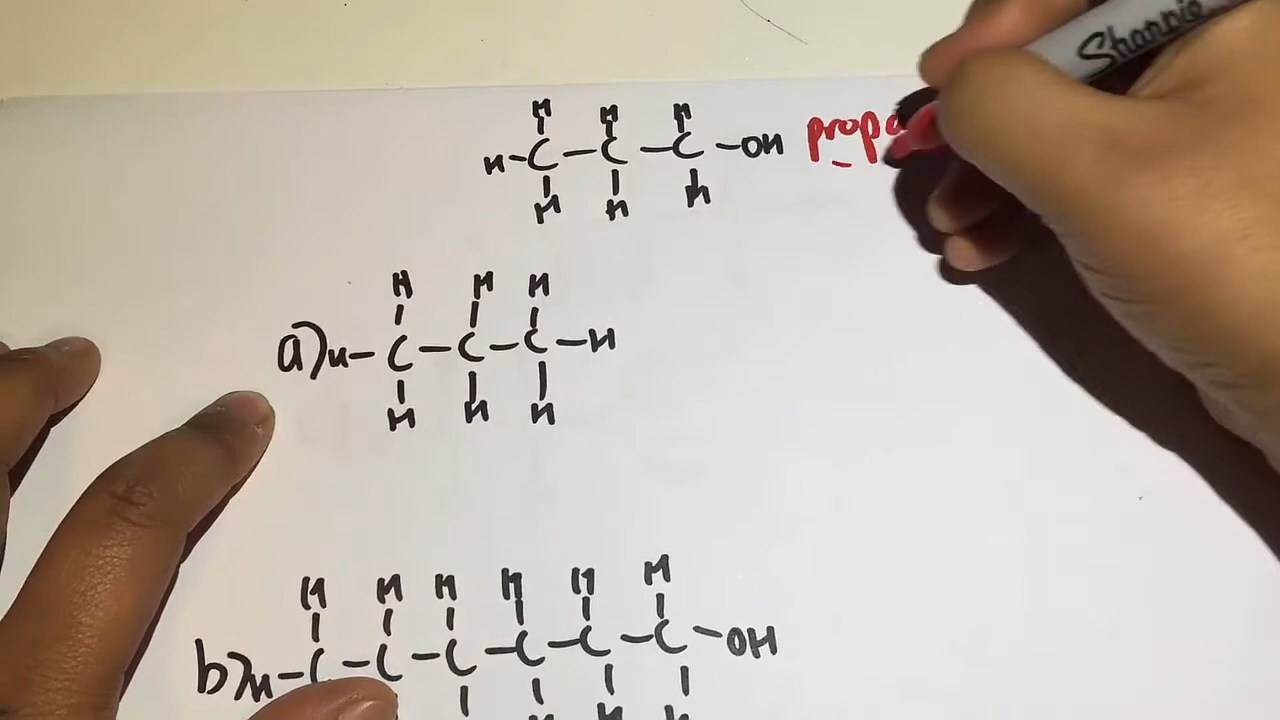 Sharpie
H H H
H-C-C-C-OH propa
H H h
H H H
a) H-C-C-C-H
H H H
H H H H H H
b) H-C-C-C-C-C-C-OH